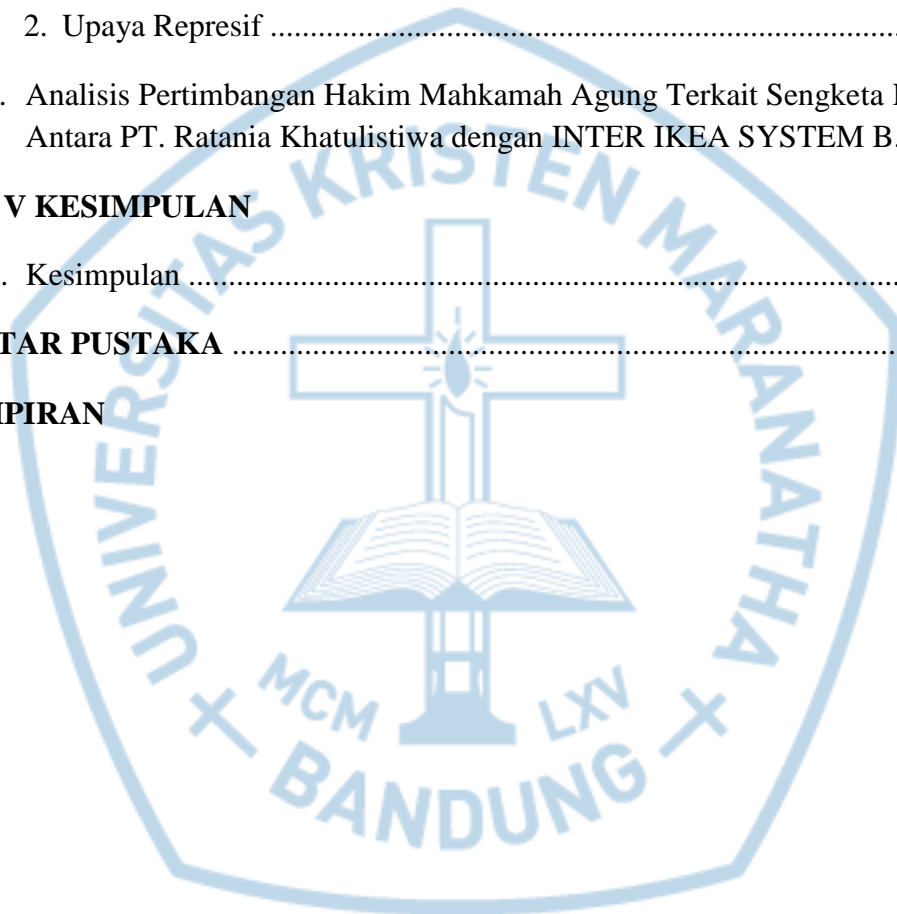 2. Upaya Represif ................................................................................
. Analisis Pertimbangan Hakim Mahkamah Agung Terkait Sengketa
Antara PT. Ratania Khatulistiwa dengan INTER IKEA SYSTEM B.
V KESIMPULAN
. Kesimpulan ..........................................................................................
TAR PUSTAKA ....................................................................................
IPIRAN
UNIVERSITAS KRISTEN MARANATHA
MCM LXV
BANDUNG